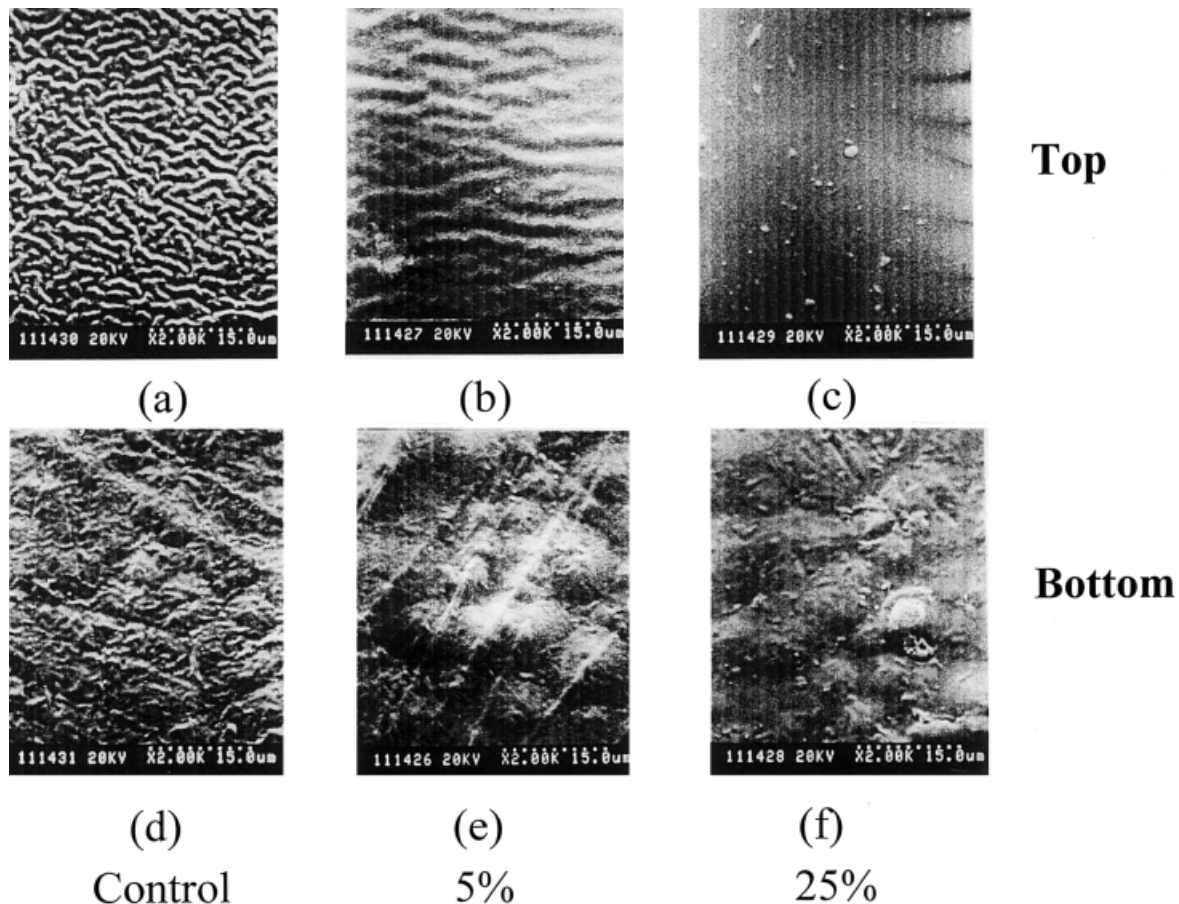 111430 20KV X2.00K 15.0um
111427 20KV X2.00K 15.0um
111429 20KV X2.00K 15.0um
Top
(a)
(b)
(c)
111431 20KV X2.00K 15.0um
111426 20KV X2.00K 15.0um
111428 20KV X2.00K 15.0um
Bottom
(d)
(e)
(f)
Control
5%
25%